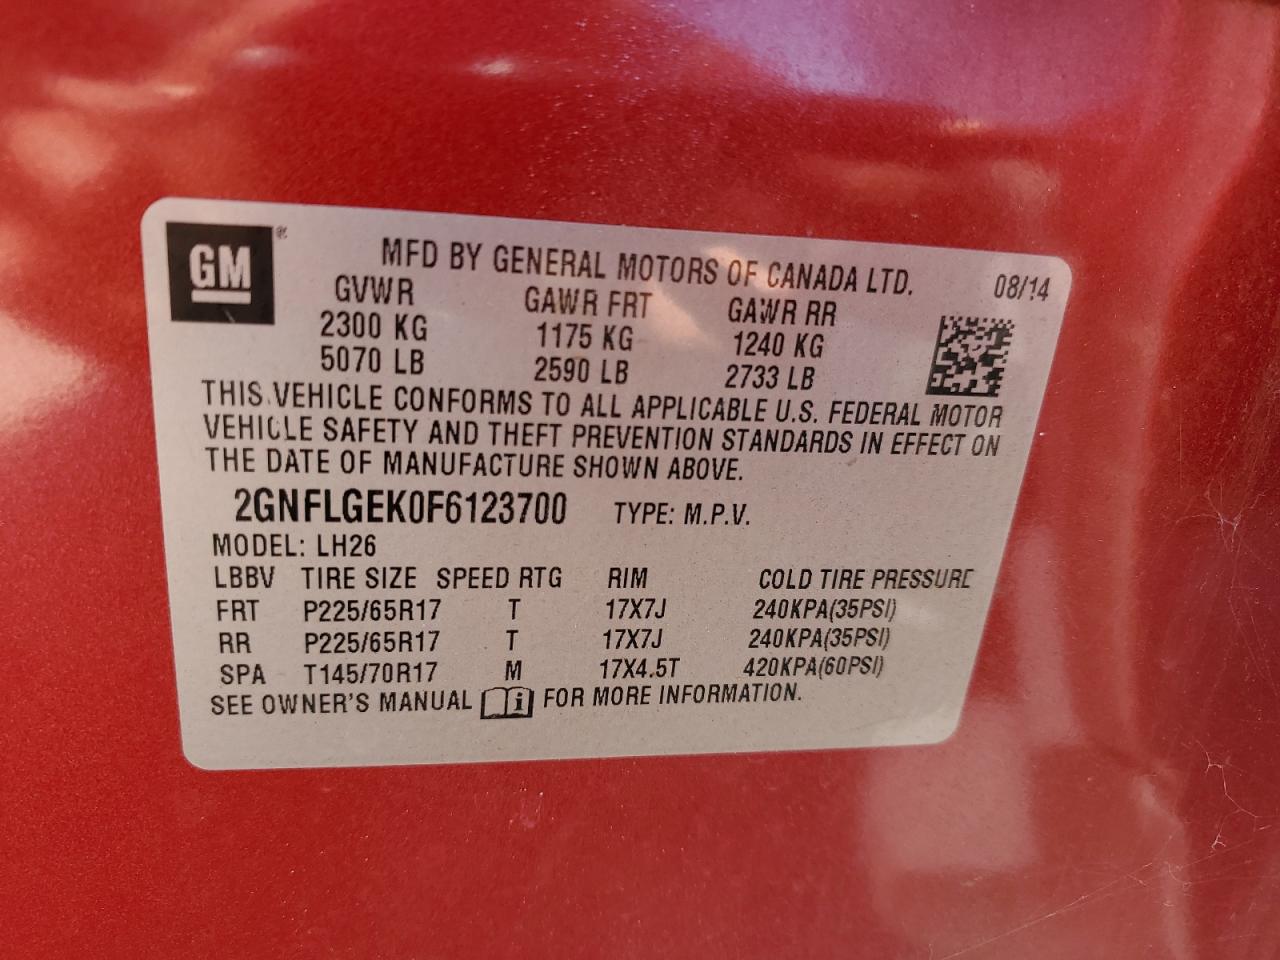 GM®
MFD BY GENERAL MOTORS OF CANADA LTD. 08/14
GVWR GAWR FRT GAWR RR
2300 KG 1175 KG 1240 KG
5070 LB 2590 LB 2733 LB
THIS VEHICLE CONFORMS TO ALL APPLICABLE U.S. FEDERAL MOTOR
VEHICLE SAFETY AND THEFT PREVENTION STANDARDS IN EFFECT ON
THE DATE OF MANUFACTURE SHOWN ABOVE.
2GNFLGEK0F6123700 TYPE: M.P.V.
MODEL: LH26
LBBV TIRE SIZE SPEED RTG RIM COLD TIRE PRESSURE
FRT P225/65R17 T 17X7J 240KPA(35PSI)
RR P225/65R17 T 17X7J 240KPA(35PSI)
SPA T145/70R17 M 17X4.5T 420KPA(60PSI)
SEE OWNER'S MANUAL i FOR MORE INFORMATION.